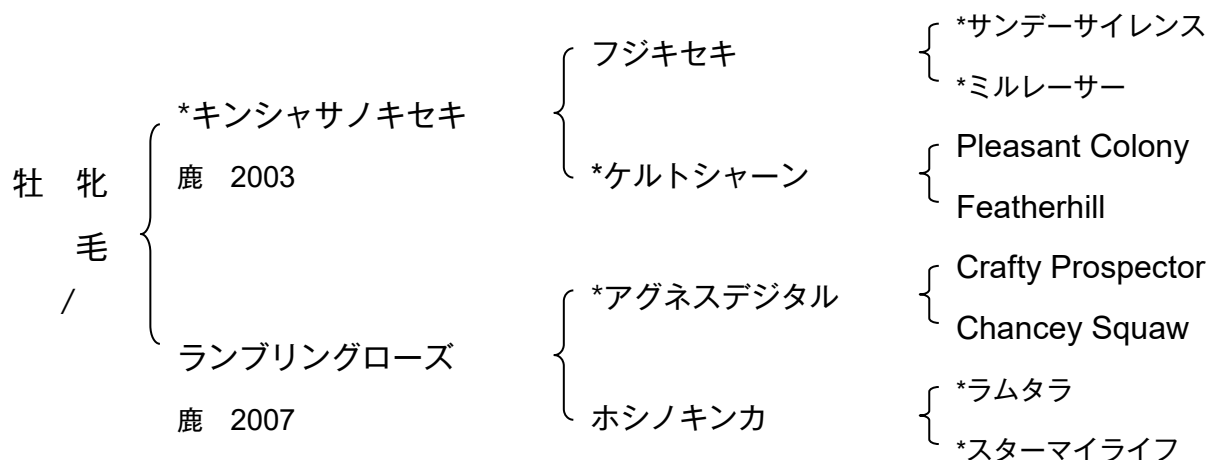 *サンデーサイレンス
フジキセキ
*ミルレーサー
*キンシャサノキセキ
Pleasant Colony
鹿 2003
*ケルトシャーン
牡 牝
Featherhill
毛
Crafty Prospector
/
*アグネスデジタル
Chancey Squaw
ランブリングローズ
*ラムタラ
鹿 2007
ホシノキンカ
*スターマイライフ